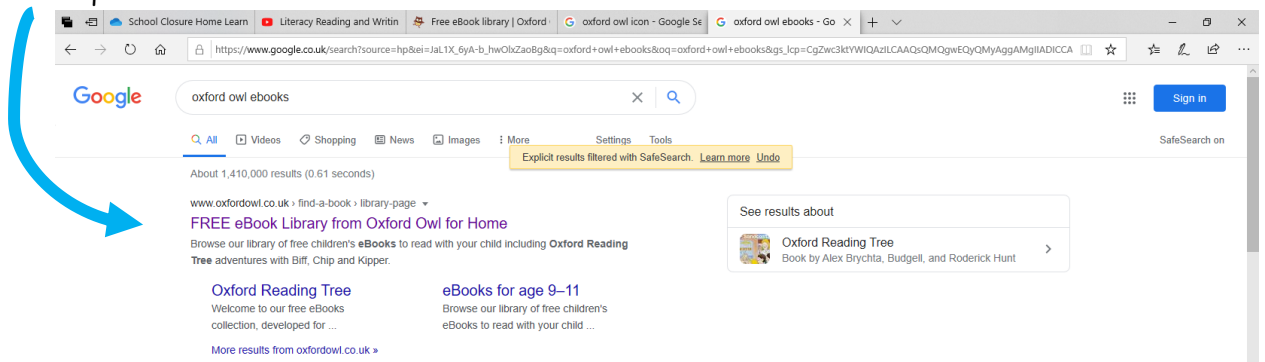 School Closure Home Learn
Literacy Reading and Writin
Free eBook library | Oxford
oxford owl icon - Google Se
oxford owl ebooks - Go
https://www.google.co.uk/search?source=hp&ei=JaL1X_6yA-b_hwOlxZaoBg&q=oxford+owl+ebooks&oq=oxford+owl+ebooks&gs_lcp=CgZwc3ktYWIQAzILCAAQsQMQgwEQyQMyAggAMgIIADICCA
Google
oxford owl ebooks
Sign in
All Videos Shopping News Images More Settings Tools
SafeSearch on
Explicit results filtered with SafeSearch. Learn more Undo
About 1,410,000 results (0.61 seconds)
www.oxfordowl.co.uk › find-a-book › library-page
FREE eBook Library from Oxford Owl for Home
Browse our library of free children's eBooks to read with your child including Oxford Reading
Tree adventures with Biff, Chip and Kipper.
Oxford Reading Tree
Welcome to our free eBooks
collection, developed for ...
eBooks for age 9–11
Browse our library of free children's
eBooks to read with your child ...
More results from oxfordowl.co.uk »
See results about
Oxford Reading Tree
Book by Alex Brychta, Budgell, and Roderick Hunt